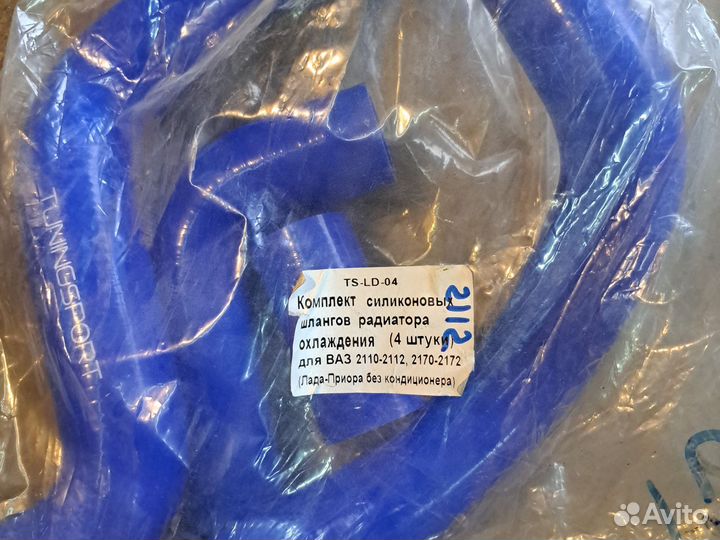 TUNINGSPORT
TS-LD-04
Комплект силиконовых
шлангов радиатора
охлаждения (4 штуки)
для ВАЗ 2110-2112, 2170-2172
(Лада-Приора без кондиционера)
2112
Avito